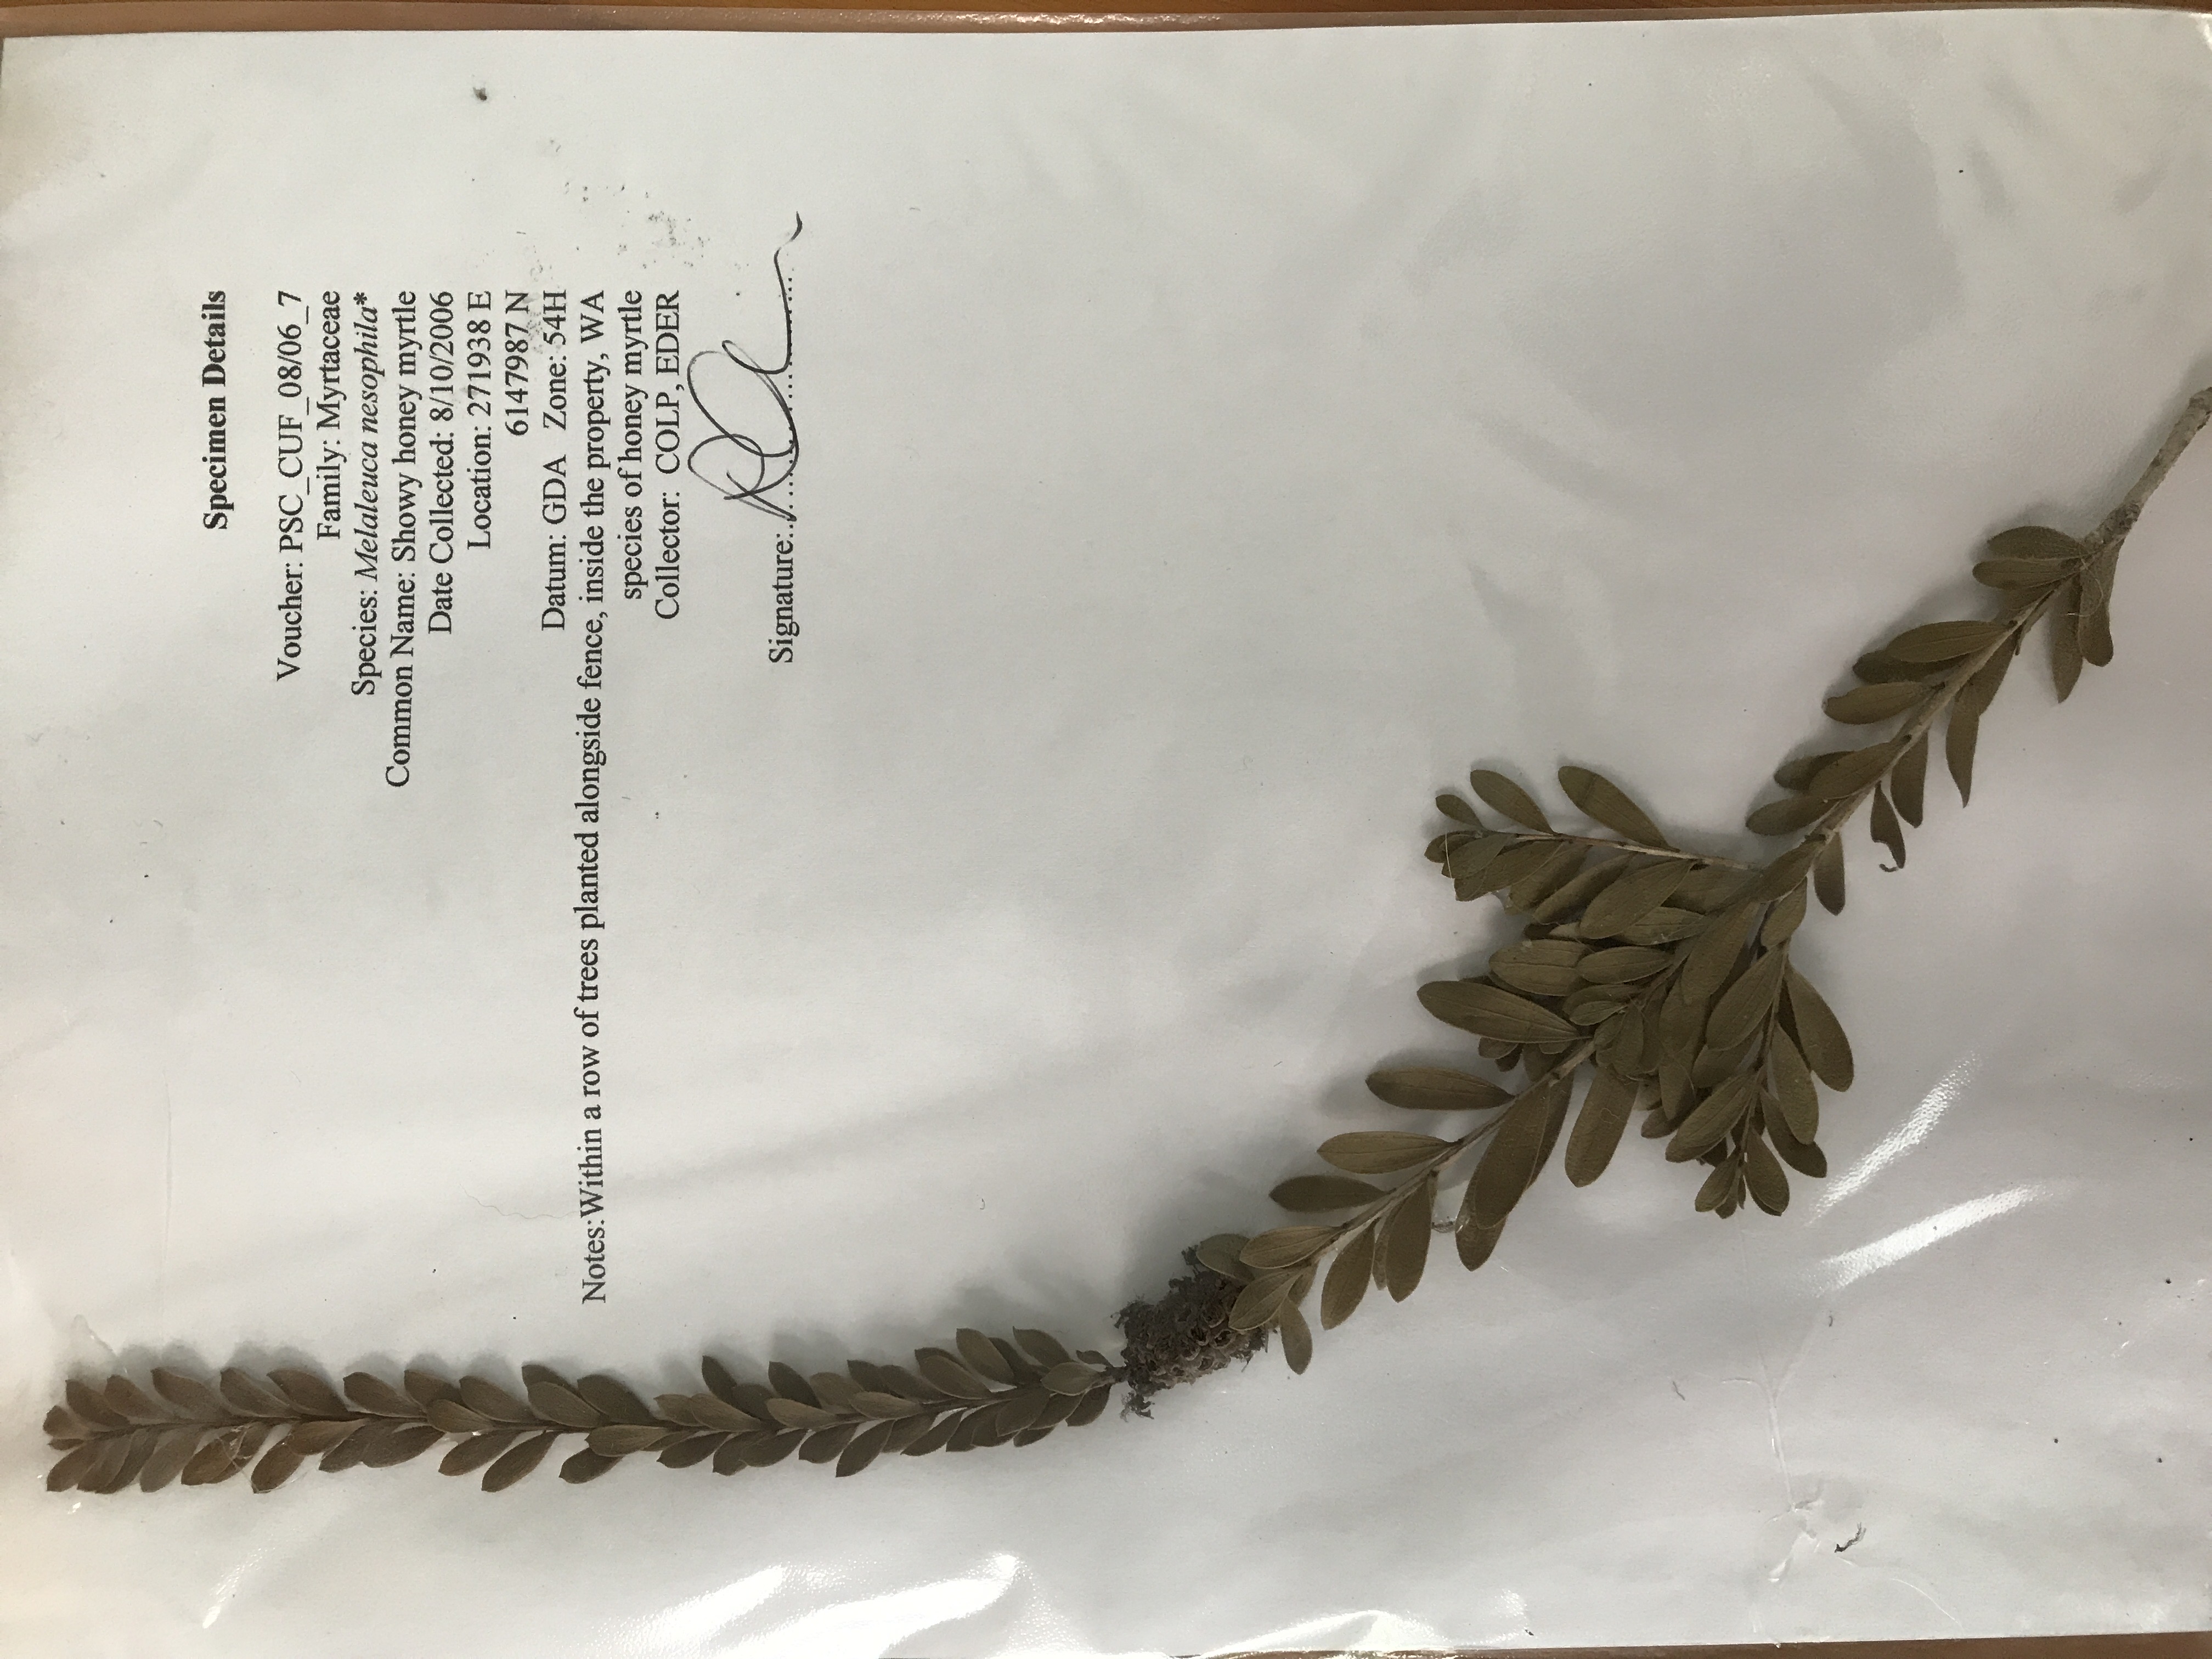 Specimen Details
Voucher: PSC_CUF_08/06_7
Family: Myrtaceae
Species: Melaleuca nesophila*
Common Name: Showy honey myrtle
Date Collected: 8/10/2006
Location: 271938 E
6147987 N
Datum: GDA Zone: 54H
Notes:Within a row of trees planted alongside fence, inside the property, WA
species of honey myrtle
Collector: COLP, EDER
Signature: